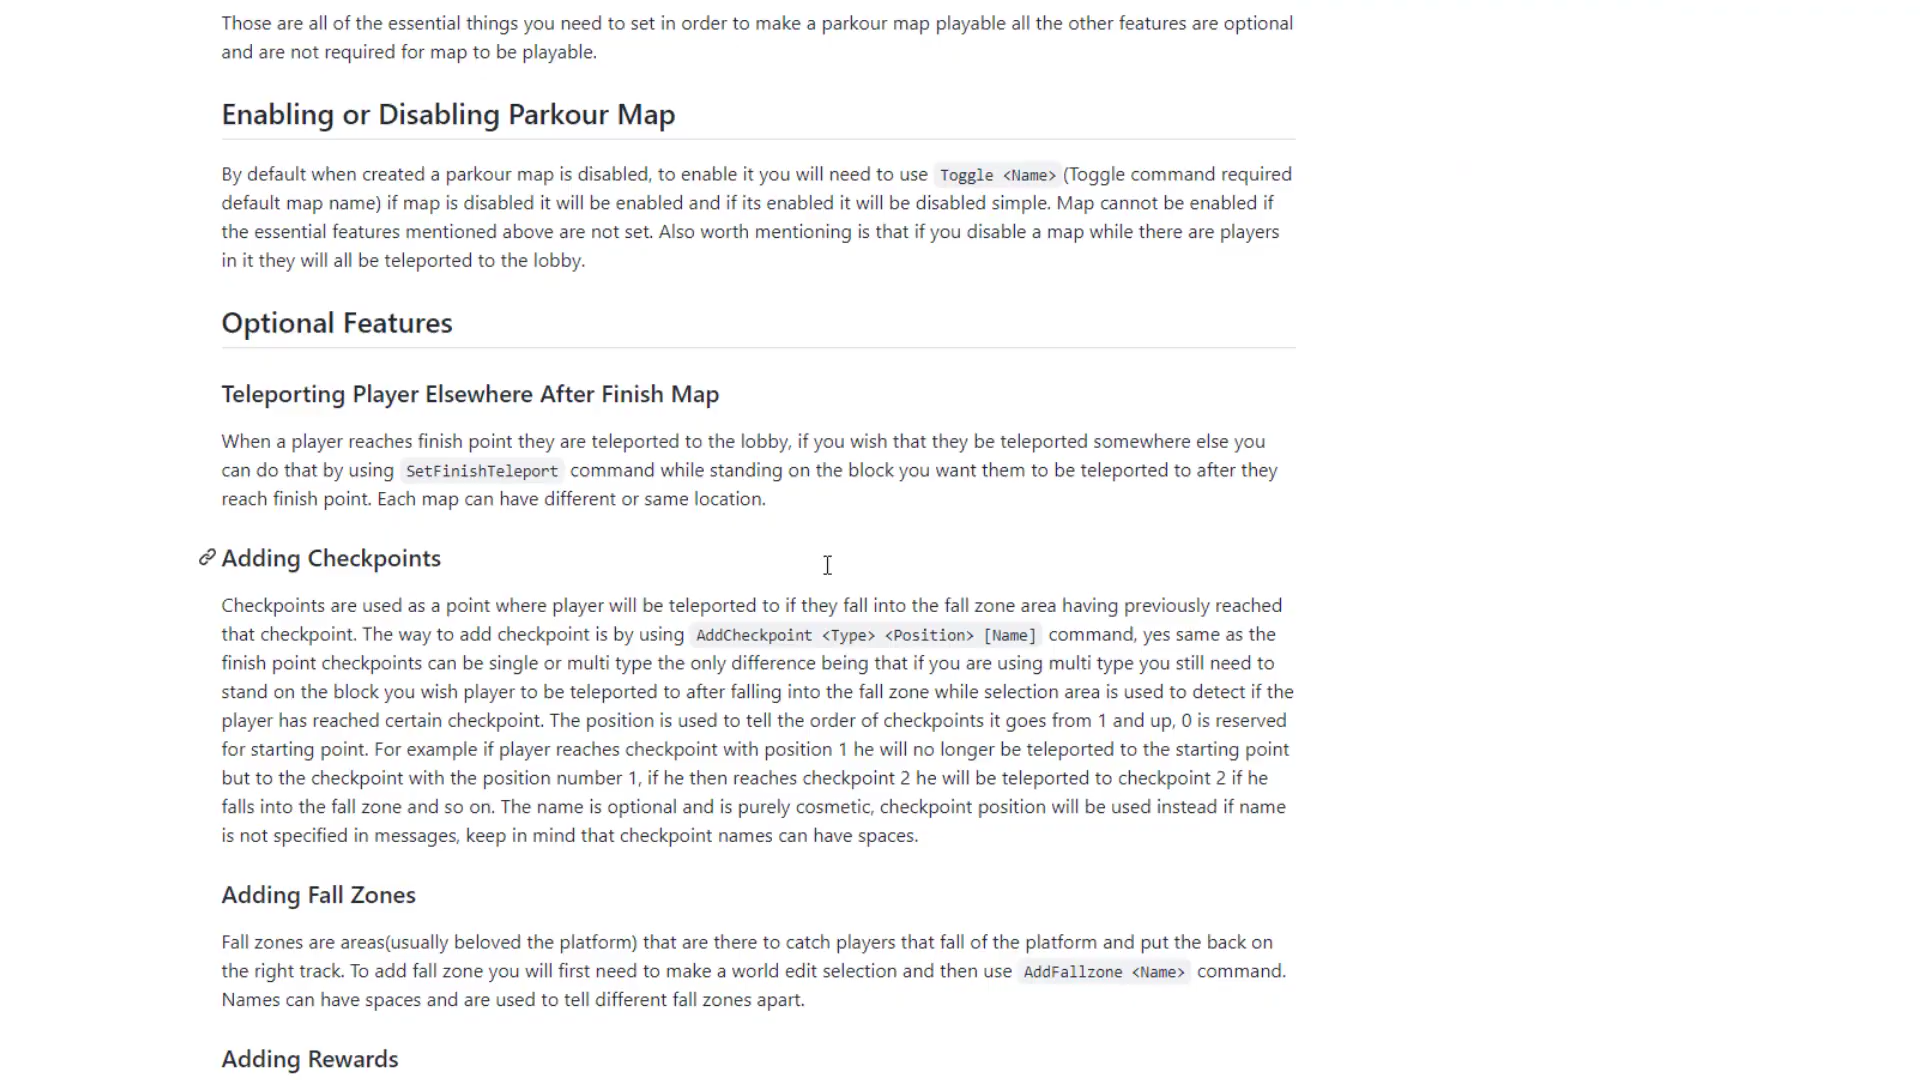 Those are all of the essential things you need to set in order to make a parkour map playable all the other features are optional
and are not required for map to be playable.
Enabling or Disabling Parkour Map
By default when created a parkour map is disabled, to enable it you will need to use Toggle <Name> (Toggle command required
default map name) if map is disabled it will be enabled and if its enabled it will be disabled simple. Map cannot be enabled if
the essential features mentioned above are not set. Also worth mentioning is that if you disable a map while there are players
in it they will all be teleported to the lobby.
Optional Features
Teleporting Player Elsewhere After Finish Map
When a player reaches finish point they are teleported to the lobby, if you wish that they be teleported somewhere else you
can do that by using SetFinishTeleport command while standing on the block you want them to be teleported to after they
reach finish point. Each map can have different or same location.
Adding Checkpoints
Checkpoints are used as a point where player will be teleported to if they fall into the fall zone area having previously reached
that checkpoint. The way to add checkpoint is by using AddCheckpoint <Type> <Position> [Name] command, yes same as the
finish point checkpoints can be single or multi type the only difference being that if you are using multi type you still need to
stand on the block you wish player to be teleported to after falling into the fall zone while selection area is used to detect if the
player has reached certain checkpoint. The position is used to tell the order of checkpoints it goes from 1 and up, 0 is reserved
for starting point. For example if player reaches checkpoint with position 1 he will no longer be teleported to the starting point
but to the checkpoint with the position number 1, if he then reaches checkpoint 2 he will be teleported to checkpoint 2 if he
falls into the fall zone and so on. The name is optional and is purely cosmetic, checkpoint position will be used instead if name
is not specified in messages, keep in mind that checkpoint names can have spaces.
Adding Fall Zones
Fall zones are areas(usually beloved the platform) that are there to catch players that fall of the platform and put the back on
the right track. To add fall zone you will first need to make a world edit selection and then use AddFallzone <Name> command.
Names can have spaces and are used to tell different fall zones apart.
Adding Rewards